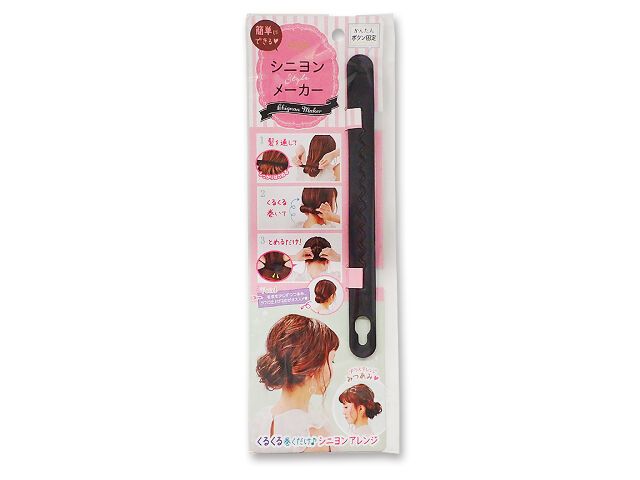 簡単に
できる♥
かんたん
ボタン固定
シニヨン
Style
メーカー
Chignon Maker
1 髪を通して
2
くるくる
巻いて
3 とめるだけ!
Point
みつあみ♥
くるくる巻くだけ♪シニヨンアレンジ